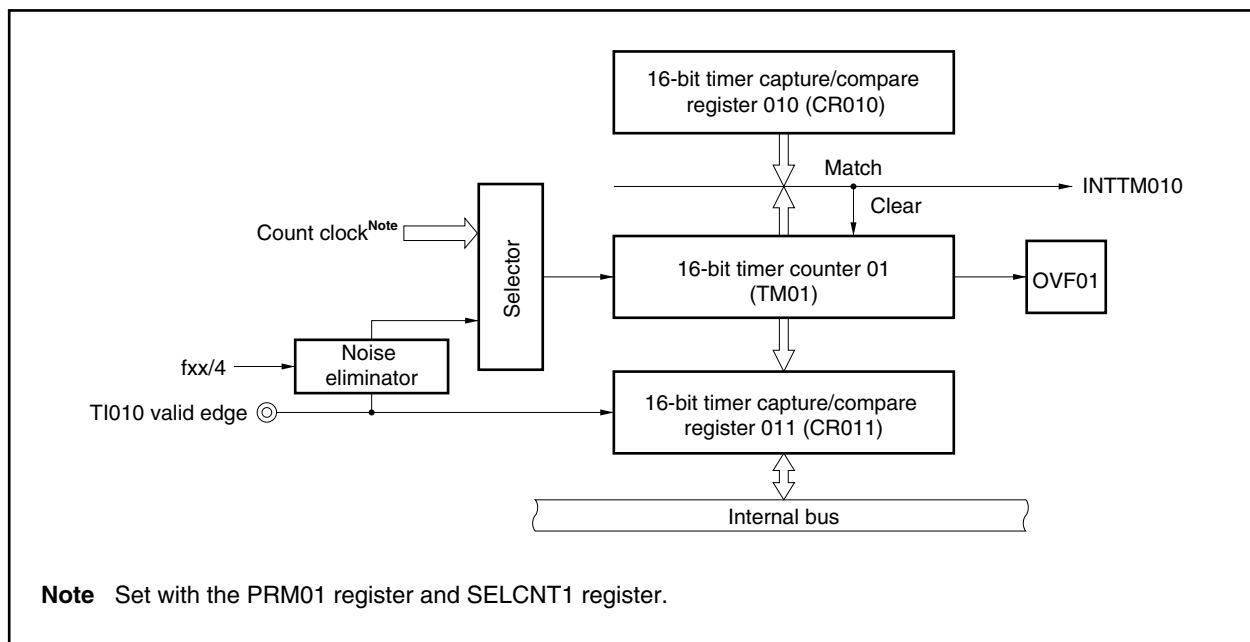 16-bit timer capture/compare
register 010 (CR010)
Match
INTTM010
Clear
Count clockNote
Selector
16-bit timer counter 01
(TM01)
OVF01
fxx/4
Noise
eliminator
TI010 valid edge
16-bit timer capture/compare
register 011 (CR011)
Internal bus
Note Set with the PRM01 register and SELCNT1 register.